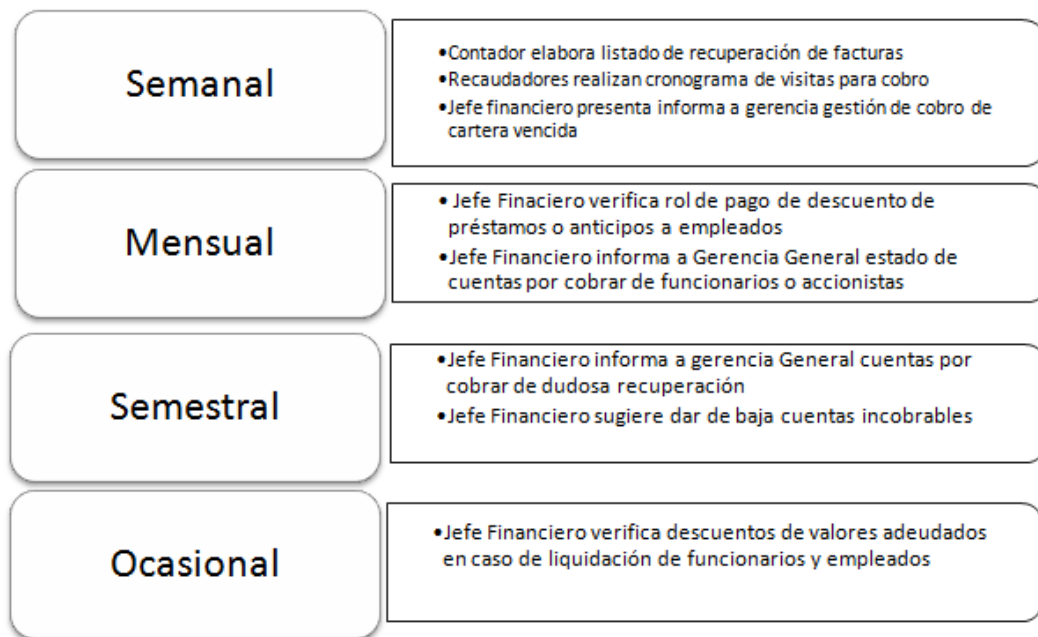 Semanal
•Contador elabora listado de recuperación de facturas
•Recaudadores realizan cronograma de visitas para cobro
•Jefe financiero presenta informa a gerencia gestión de cobro de
cartera vencida
Mensual
• Jefe Finaciero verifica rol de pago de descuento de
préstamos o anticipos a empleados
•Jefe Financiero informa a Gerencia General estado de
cuentas por cobrar de funcionarios o accionistas
Semestral
•Jefe Financiero informa a gerencia General cuentas por
cobrar de dudosa recuperación
•Jefe Financiero sugiere dar de baja cuentas incobrables
Ocasional
•Jefe Financiero verifica descuentos de valores adeudados
en caso de liquidación de funcionarios y empleados